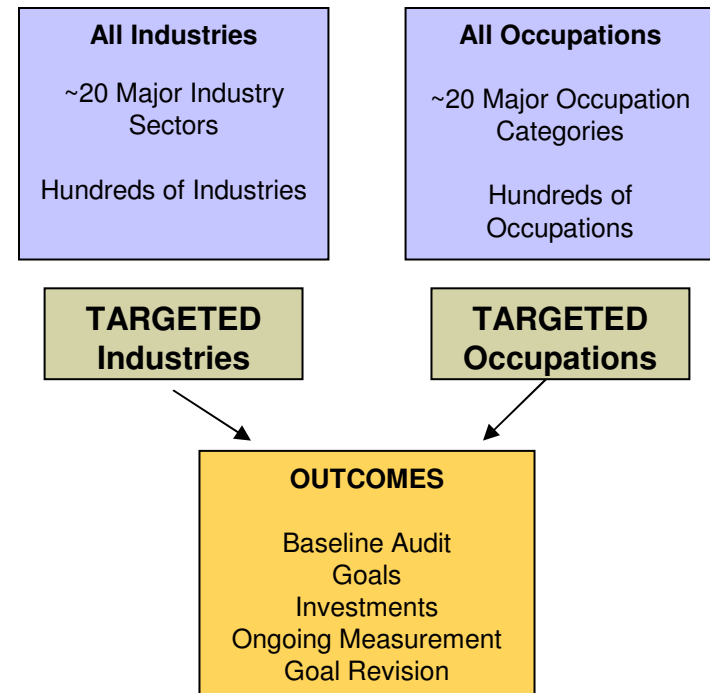 All Industries
~20 Major Industry
Sectors
Hundreds of Industries
All Occupations
~20 Major Occupation
Categories
Hundreds of
Occupations
TARGETED
Industries
TARGETED
Occupations
OUTCOMES
Baseline Audit
Goals
Investments
Ongoing Measurement
Goal Revision